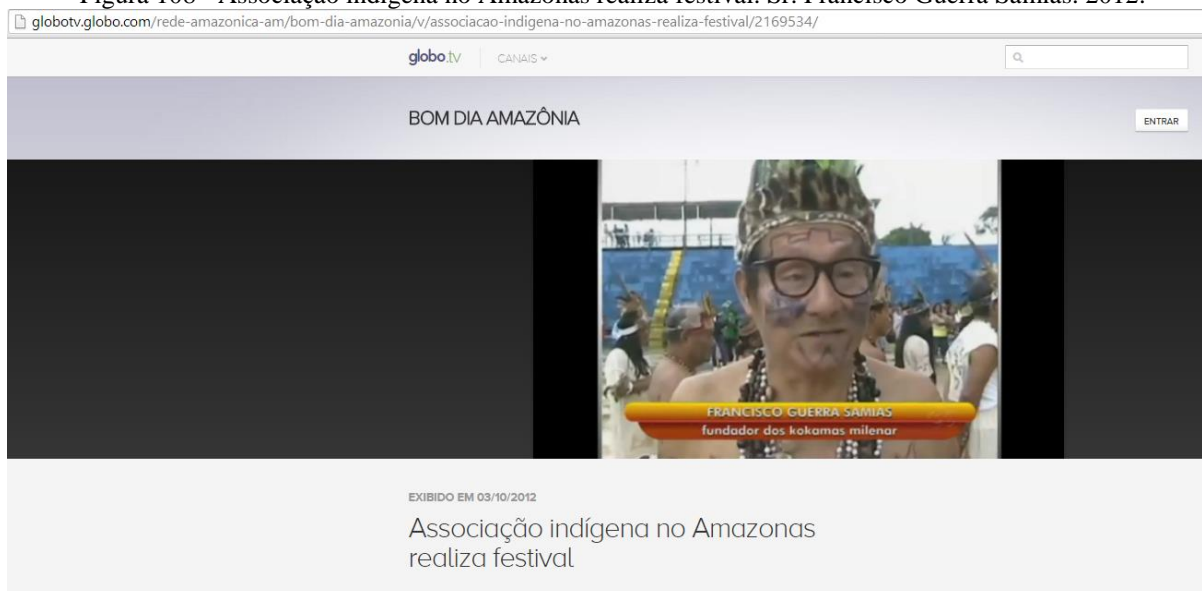 Figura 108 - Associação indígena no Amazonas realiza festival. Sr. Francisco Guerra Samias. 2012.
globotv.globo.com/rede-amazonica-am/bom-dia-amazonia/v/associacao-indigena-no-amazonas-realiza-festival/2169534/
globo.tv
CANAIS
BOM DIA AMAZÔNIA
ENTRAR
FRANCISCO GUERRA SAMIAS
fundador dos kokamas milenar
EXIBIDO EM 03/10/2012
Associação indígena no Amazonas
realiza festival